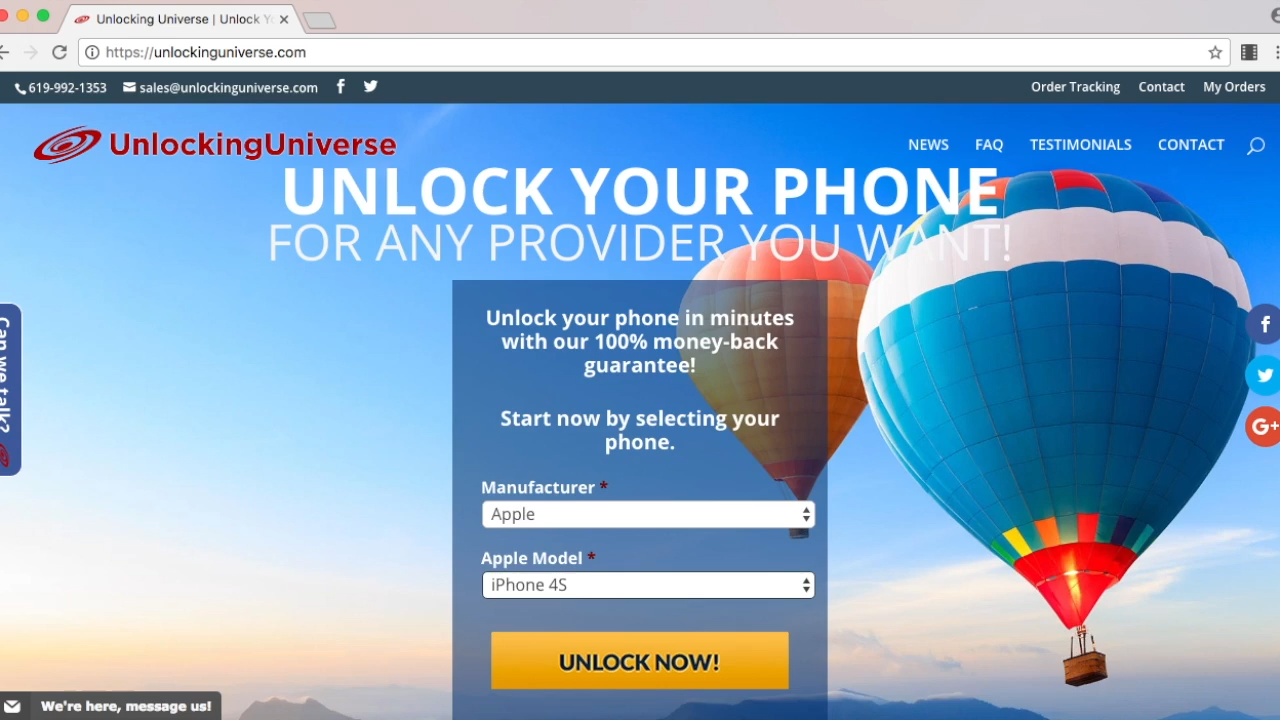 Unlocking Universe | Unlock Yo
https://unlockinguniverse.com
619-992-1353 sales@unlockinguniverse.com Order Tracking Contact My Orders
UnlockingUniverse NEWS FAQ TESTIMONIALS CONTACT
UNLOCK YOUR PHONE
FOR ANY PROVIDER YOU WANT!
Unlock your phone in minutes
with our 100% money-back
guarantee!
Start now by selecting your
phone.
Manufacturer *
Apple
Apple Model *
iPhone 4S
UNLOCK NOW!
Can we talk?
G+
We're here, message us!